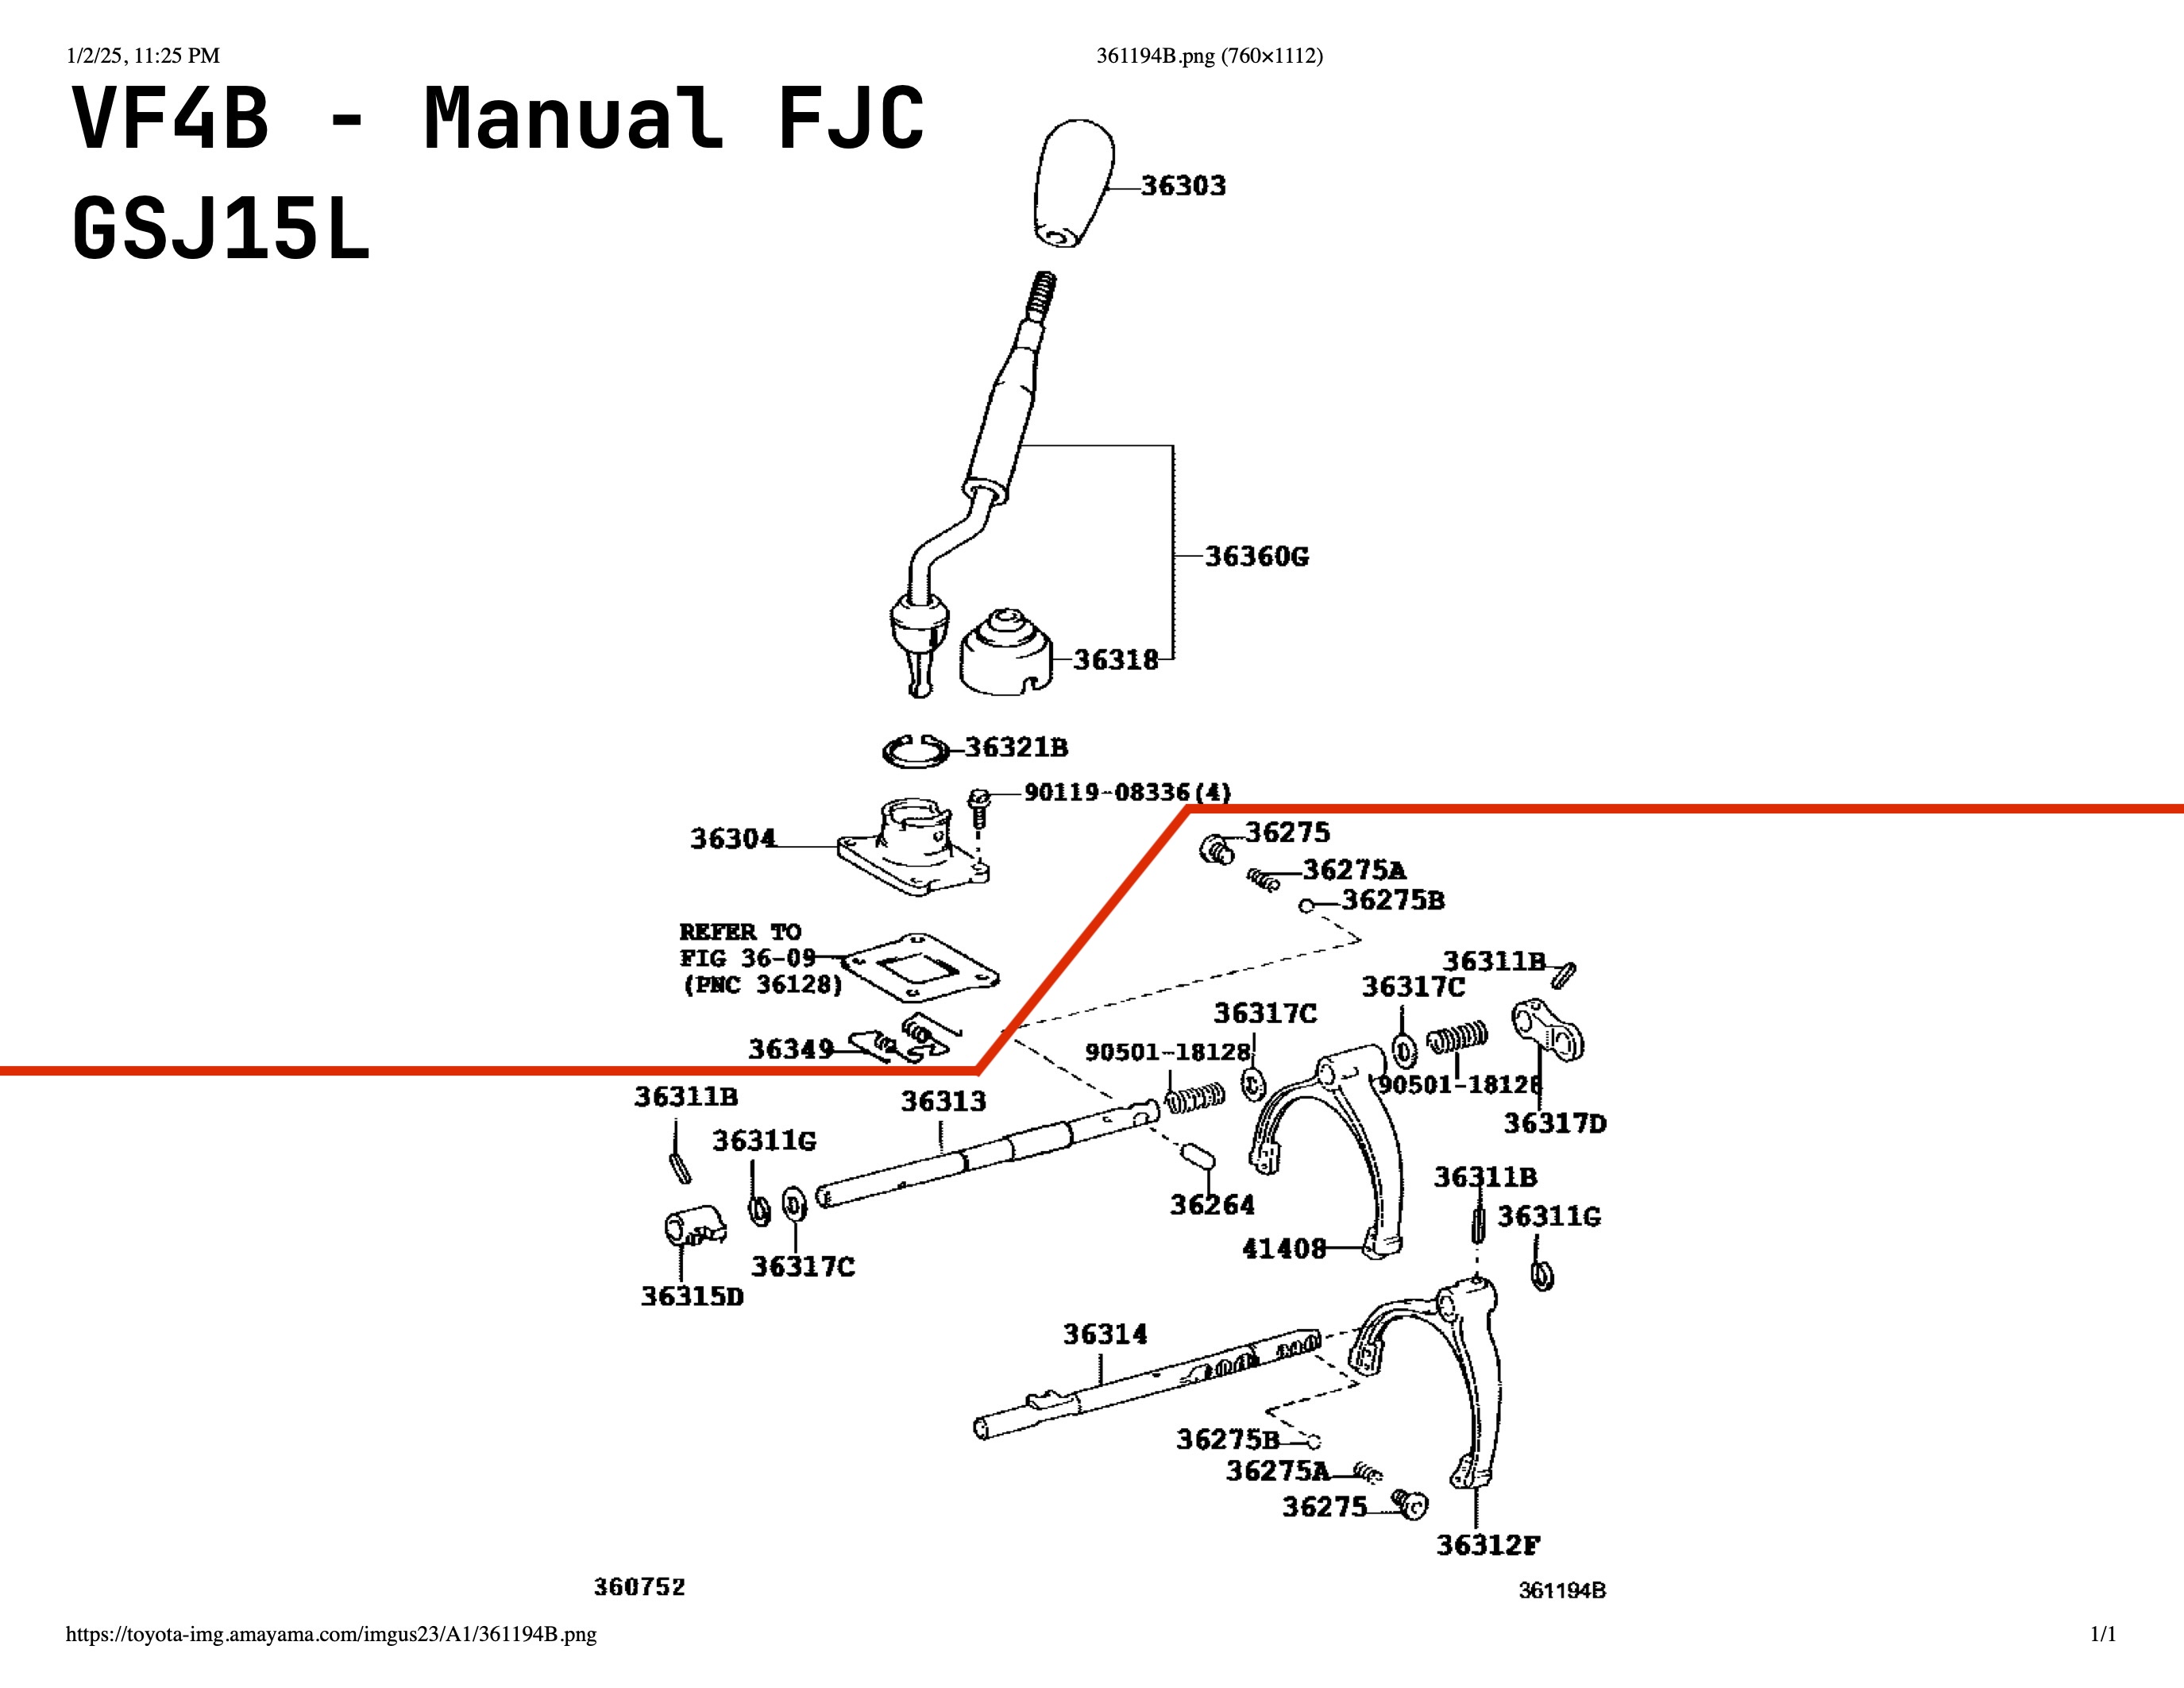 1/2/25, 11:25 PM
361194B.png (760×1112)
VF4B - Manual FJC
GSJ15L
36303
36360G
36318
36321B
90119-08336(4)
36304
36275
36275A
36275B
REFER TO
FIG 36-09
(PNC 36128)
36311B
36317C
36317C
36349
90501-18128
90501-18128
36317D
36311B
36313
36311G
36264
36311B
36311G
41408
36317C
36315D
36314
36275B
36275A
36275
36312F
360752
361194B
https://toyota-img.amayama.com/imgus23/A1/361194B.png
1/1